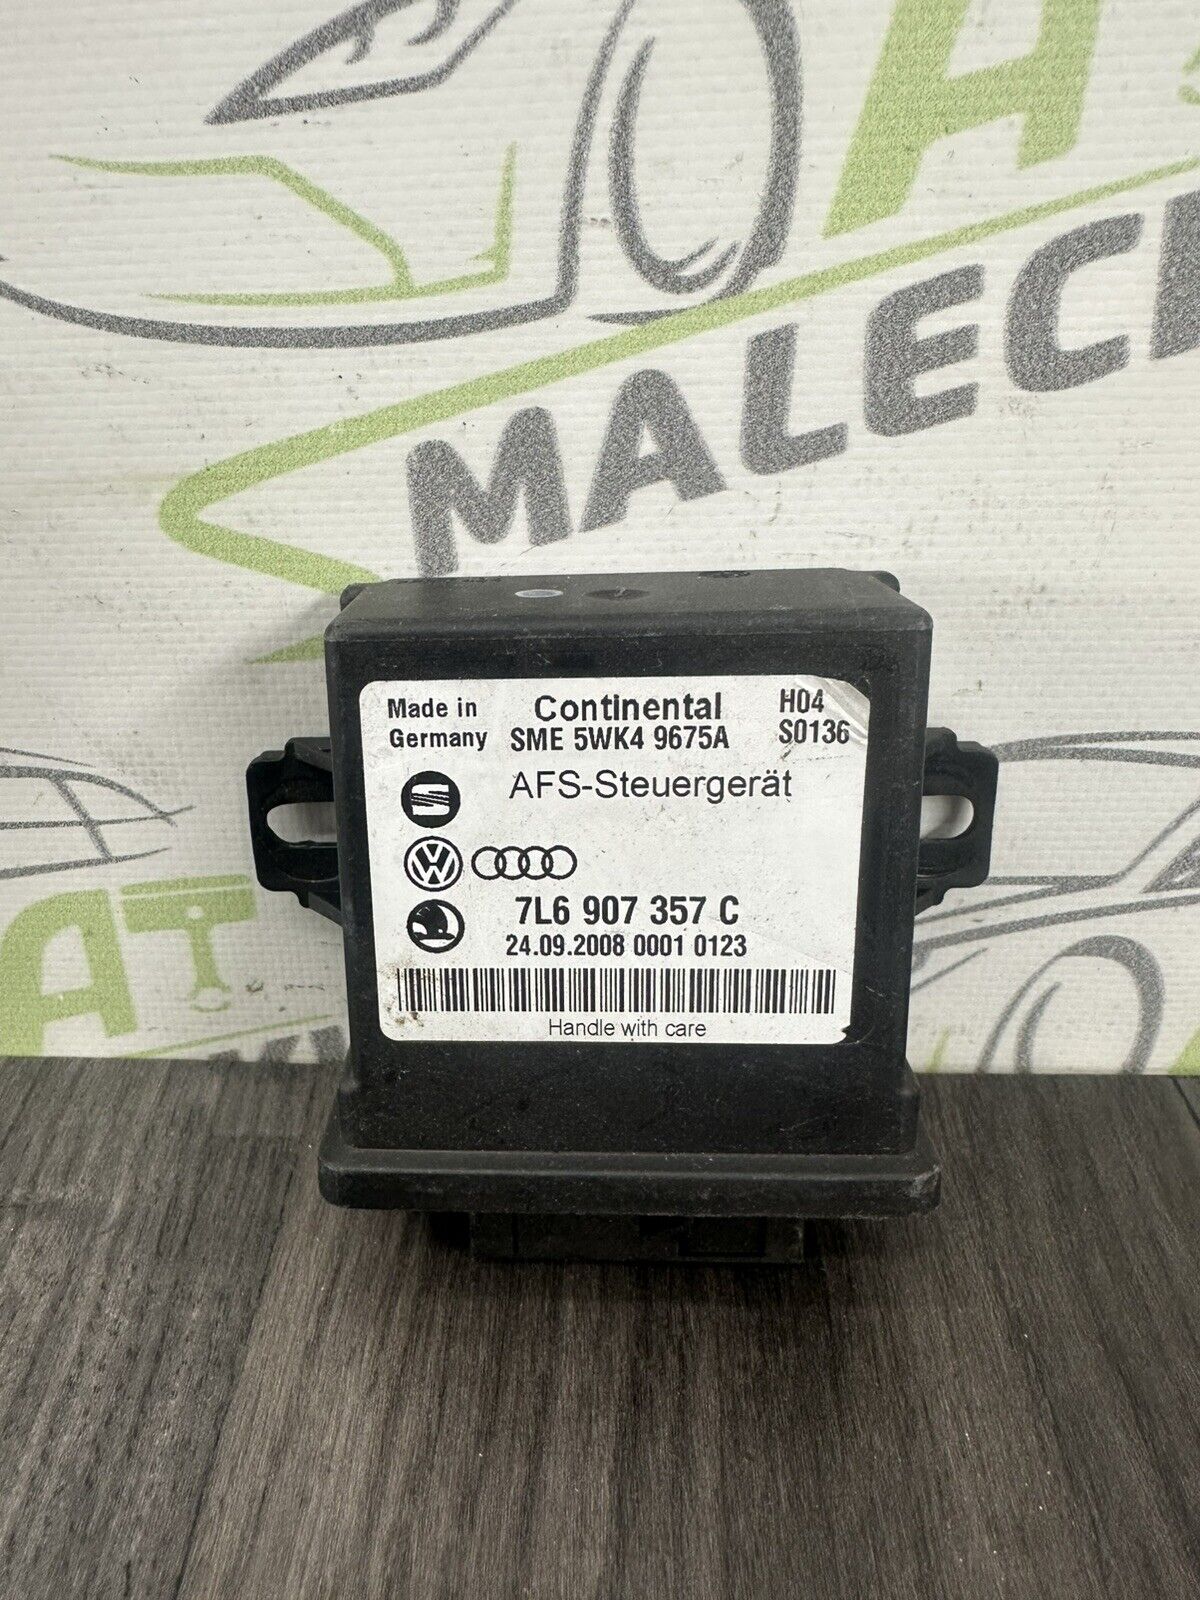 MALEC
AT
Made in Germany
Continental
SME 5WK4 9675A
H04
S0136
AFS-Steuergerät
7L6 907 357 C
24.09.2008 0001 0123
Handle with care